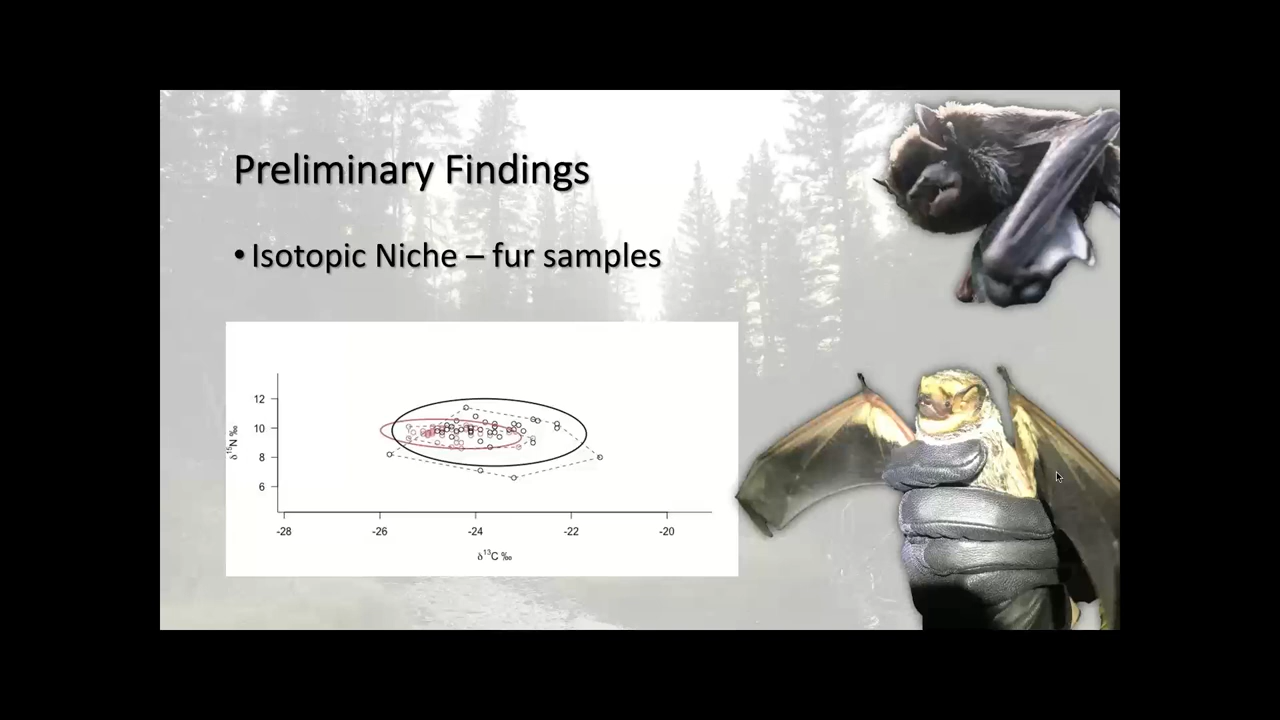 Preliminary Findings
• Isotopic Niche – fur samples
12
10
8
6
δ¹⁵N ‰
-28 -26 -24 -22 -20
δ¹³C ‰